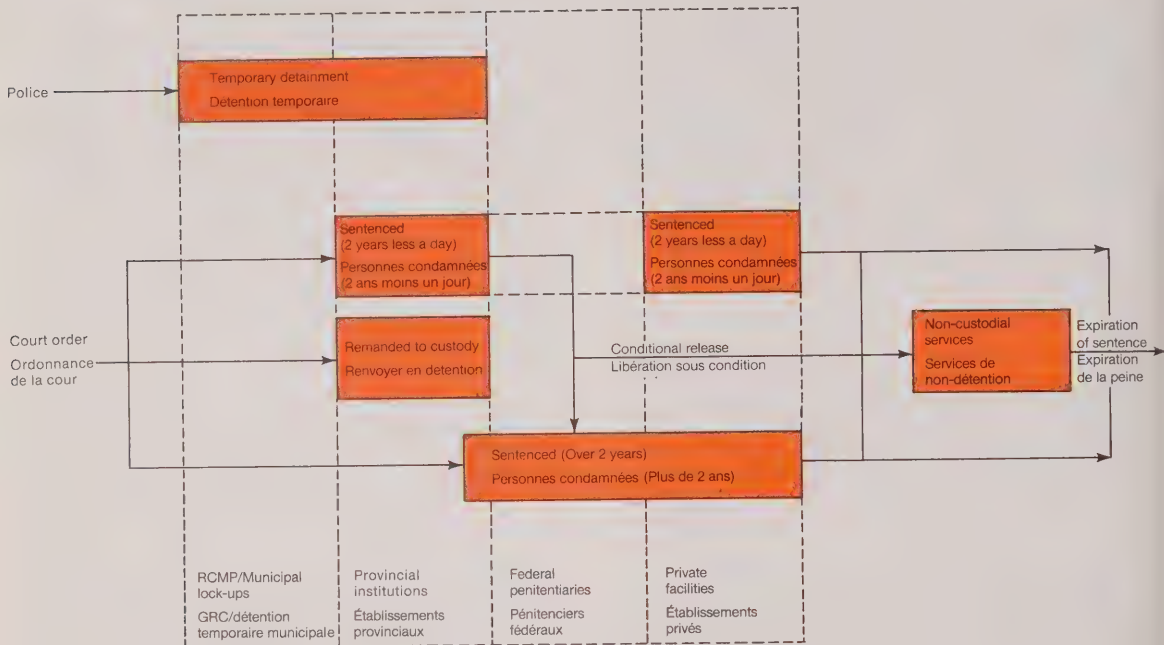 Police
Temporary detainment
Détention temporaire
Sentenced
(2 years less a day)
Personnes condamnées
(2 ans moins un jour)
Sentenced
(2 years less a day)
Personnes condamnées
(2 ans moins un jour)
Court order
Ordonnance
de la cour
Remanded to custody
Renvoyer en detention
Conditional release
Libération sous condition
Non-custodial
services
Services de
non-détention
Expiration
of sentence
Expiration
de la peine
Sentenced (Over 2 years)
Personnes condamnées (Plus de 2 ans)
RCMP/Municipal
lock-ups
GRC/détention
temporaire municipale
Provincial
institutions
Établissements
provinciaux
Federal
penitentiaries
Pénitenciers
fédéraux
Private
facilities
Établissements
privés